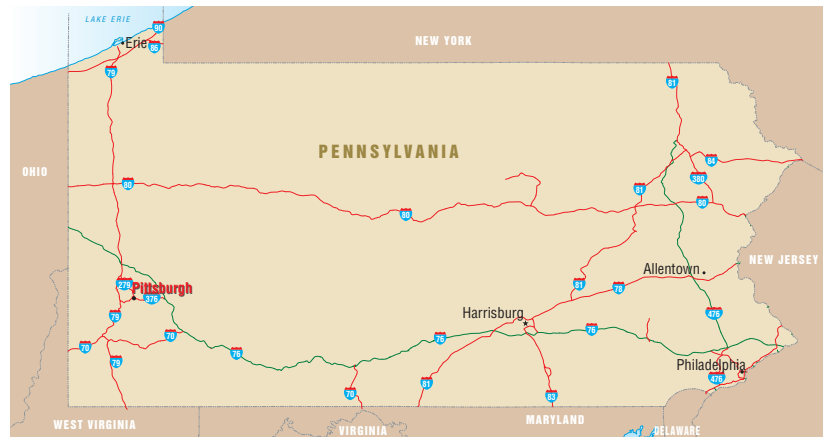 LAKE ERIE
90
Erie
86
NEW YORK
79
81
PENNSYLVANIA
84
OHIO
380
80
81
80
80
NEW JERSEY
Allentown
279
Pittsburgh
376
81
78
Harrisburg
476
79
76
76
70
70
76
79
Philadelphia
476
81
70
83
WEST VIRGINIA
VIRGINIA
MARYLAND
DELAWARE